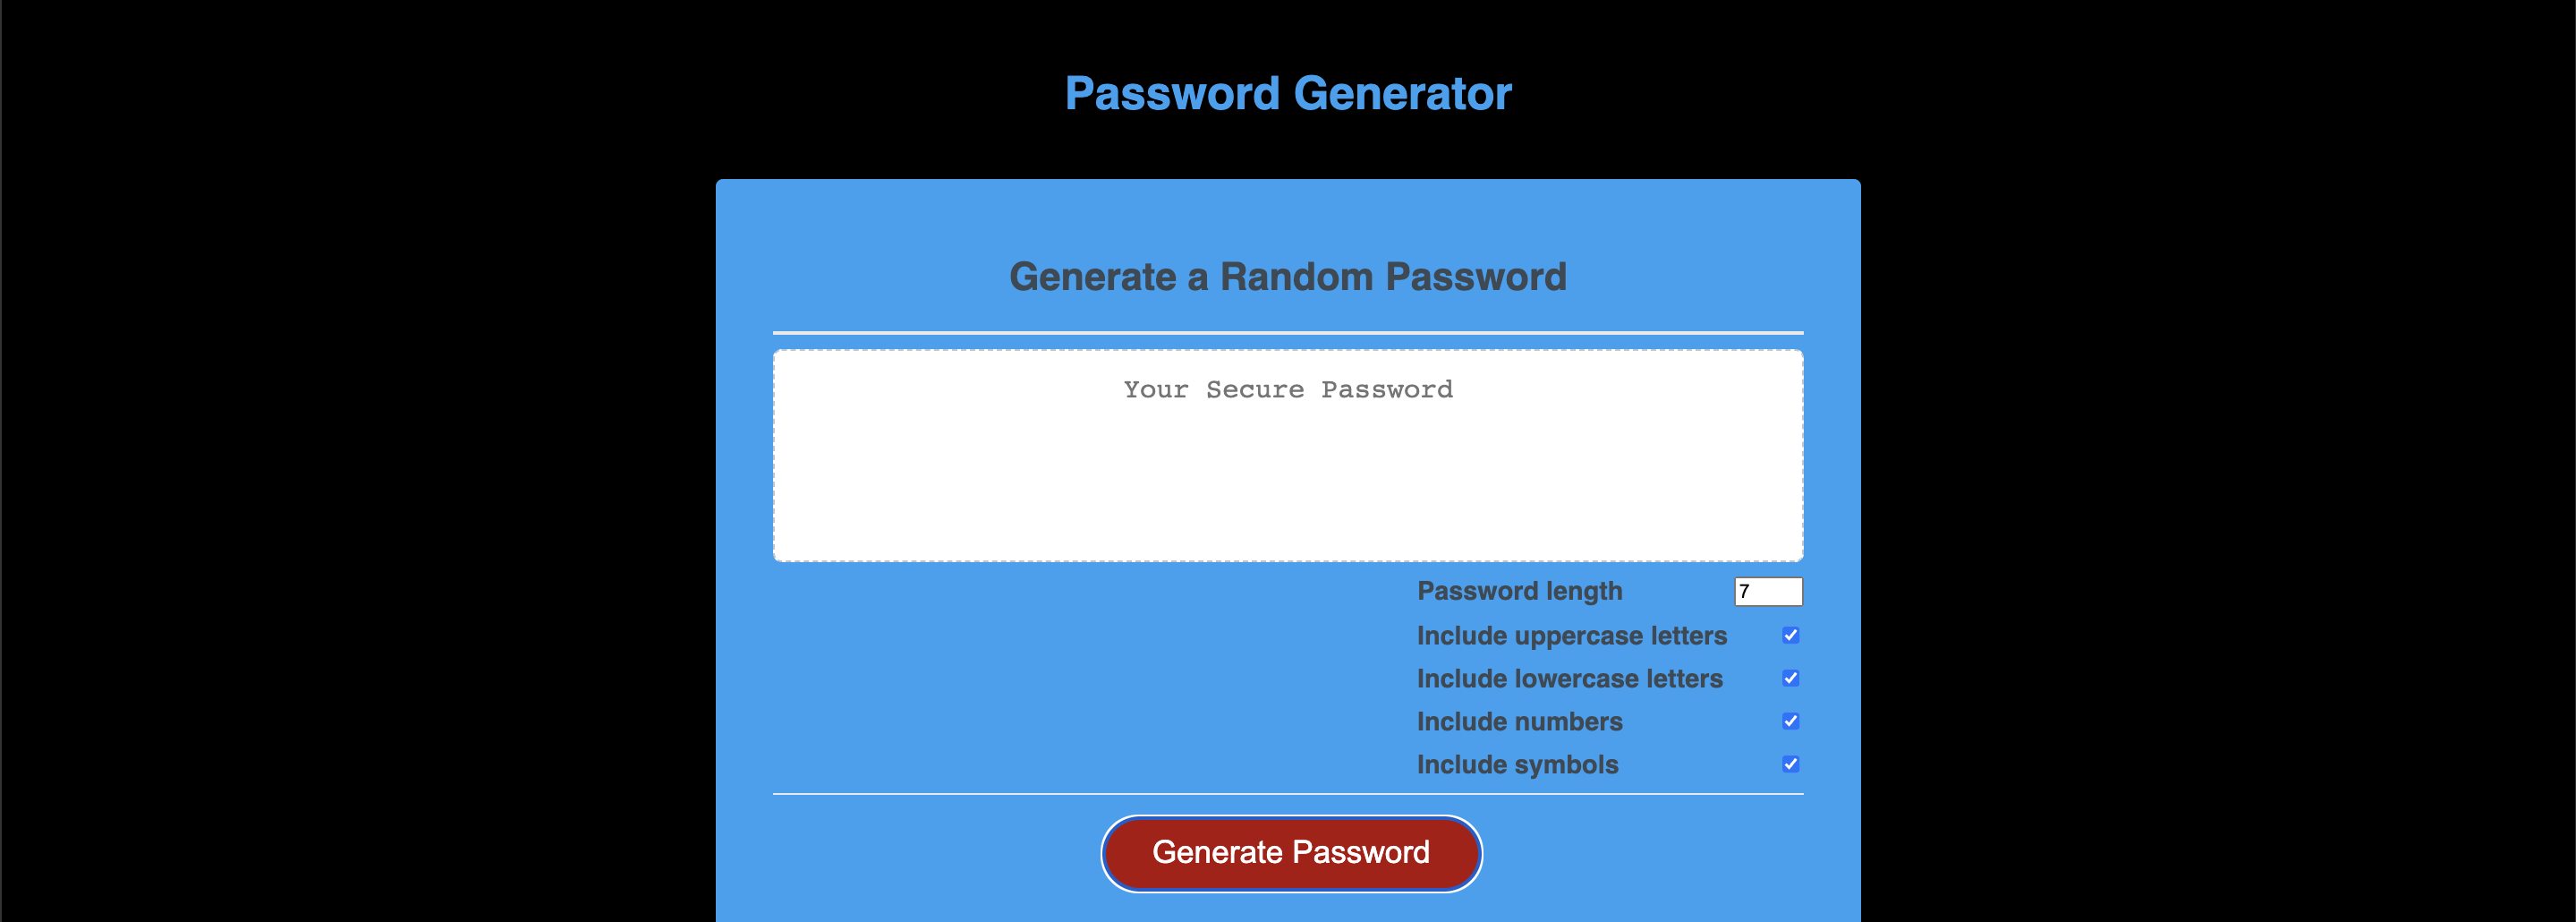 Password Generator
Generate a Random Password
Your Secure Password
Password length 7
Include uppercase letters
Include lowercase letters
Include numbers
Include symbols
Generate Password